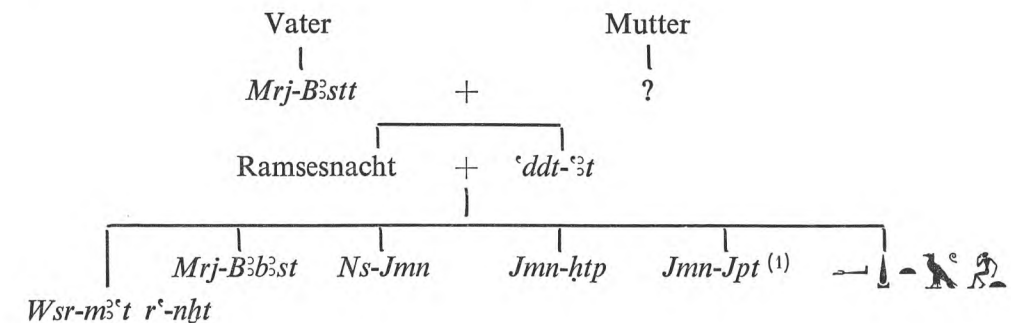 Vater Mutter
Mrj-Bꜣstt + ?
Ramsesnacht + ꜥddt-ꜥꜣt
Mrj-Bꜣbꜣst Ns-Jmn Jmn-ḥtp Jmn-Jpt (1)
Wsr-mꜣꜥt rꜥ-nḫt